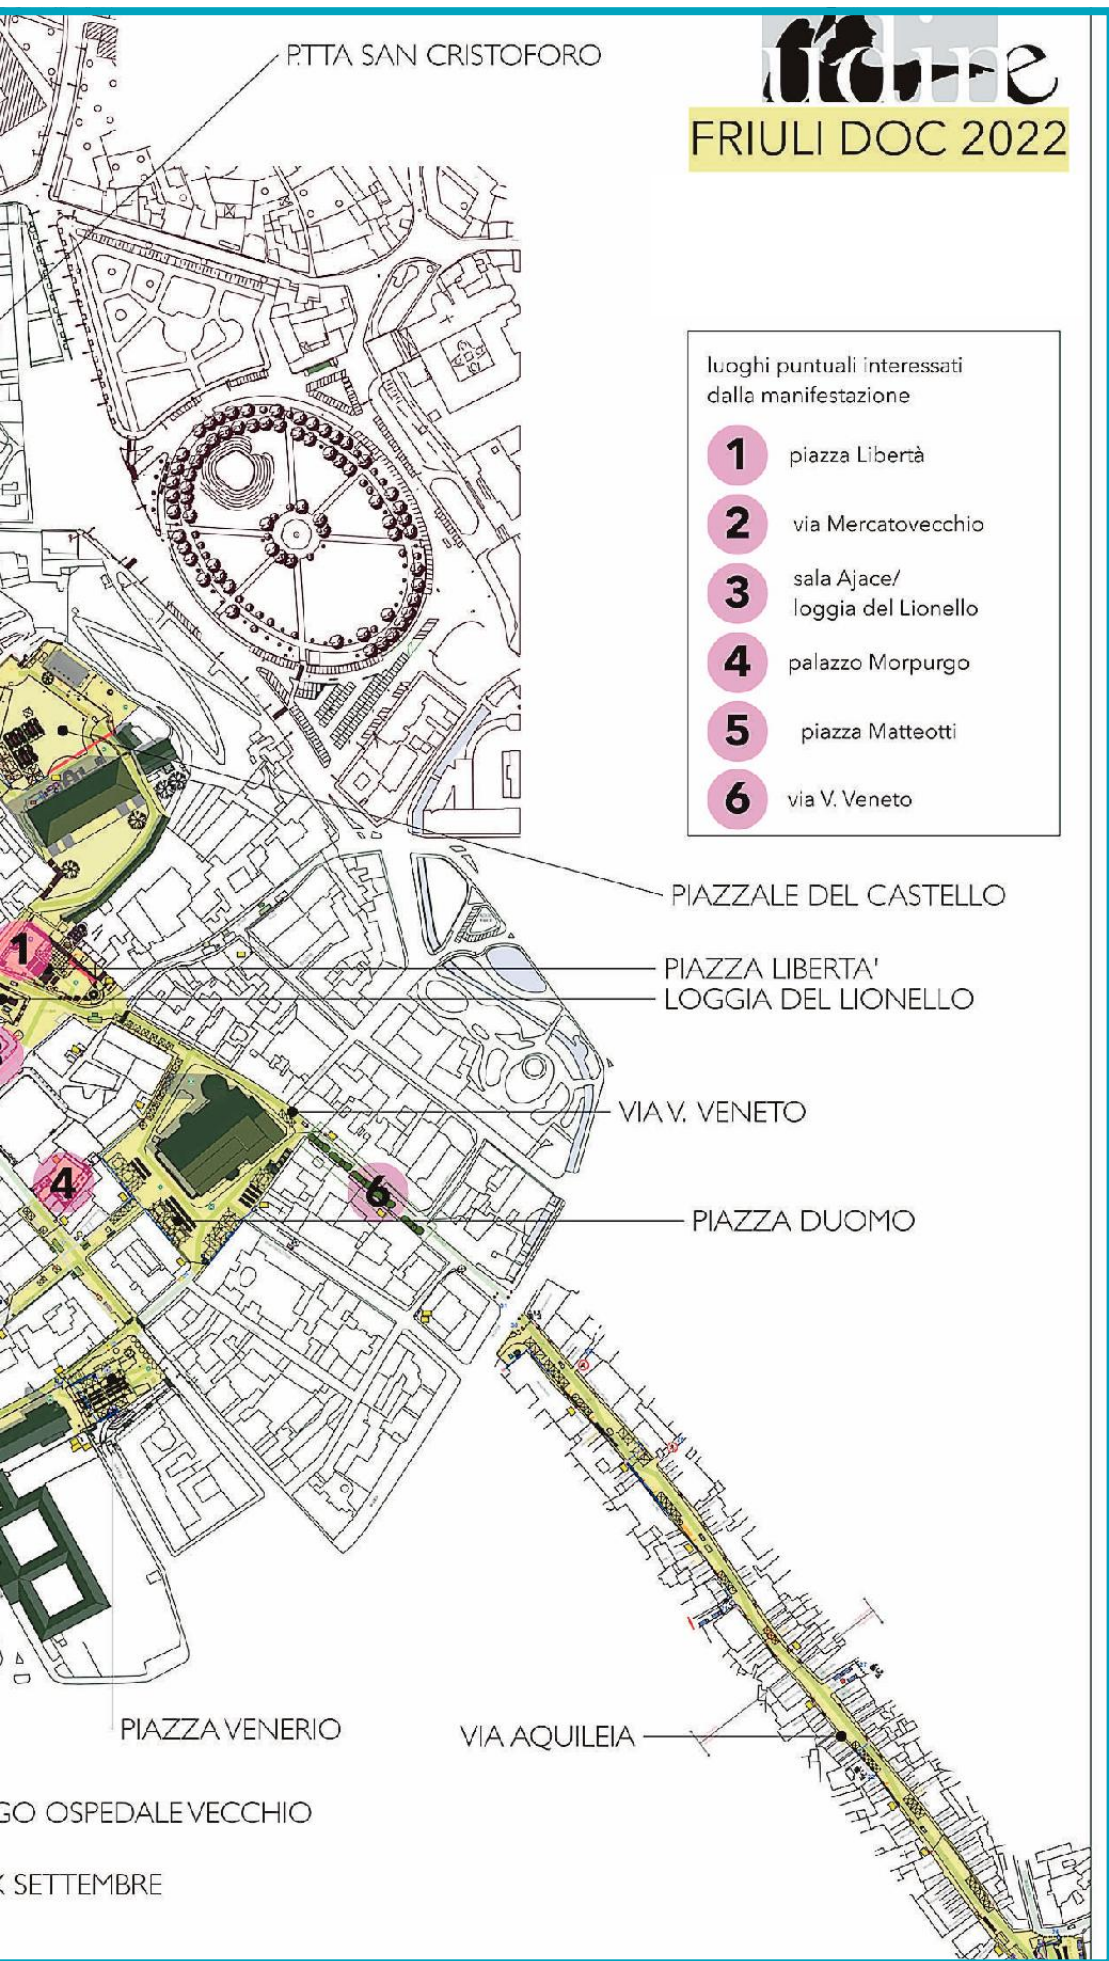 P.TTA SAN CRISTOFORO
udine
FRIULI DOC 2022
luoghi puntuali interessati
dalla manifestazione
1 piazza Libertà
2 via Mercatovecchio
3 sala Ajace/
loggia del Lionello
4 palazzo Morpurgo
5 piazza Matteotti
6 via V. Veneto
PIAZZALE DEL CASTELLO
1
PIAZZA LIBERTA'
LOGGIA DEL LIONELLO
VIA V. VENETO
4
6
PIAZZA DUOMO
PIAZZA VENERIO
VIA AQUILEIA
GO OSPEDALE VECCHIO
X SETTEMBRE